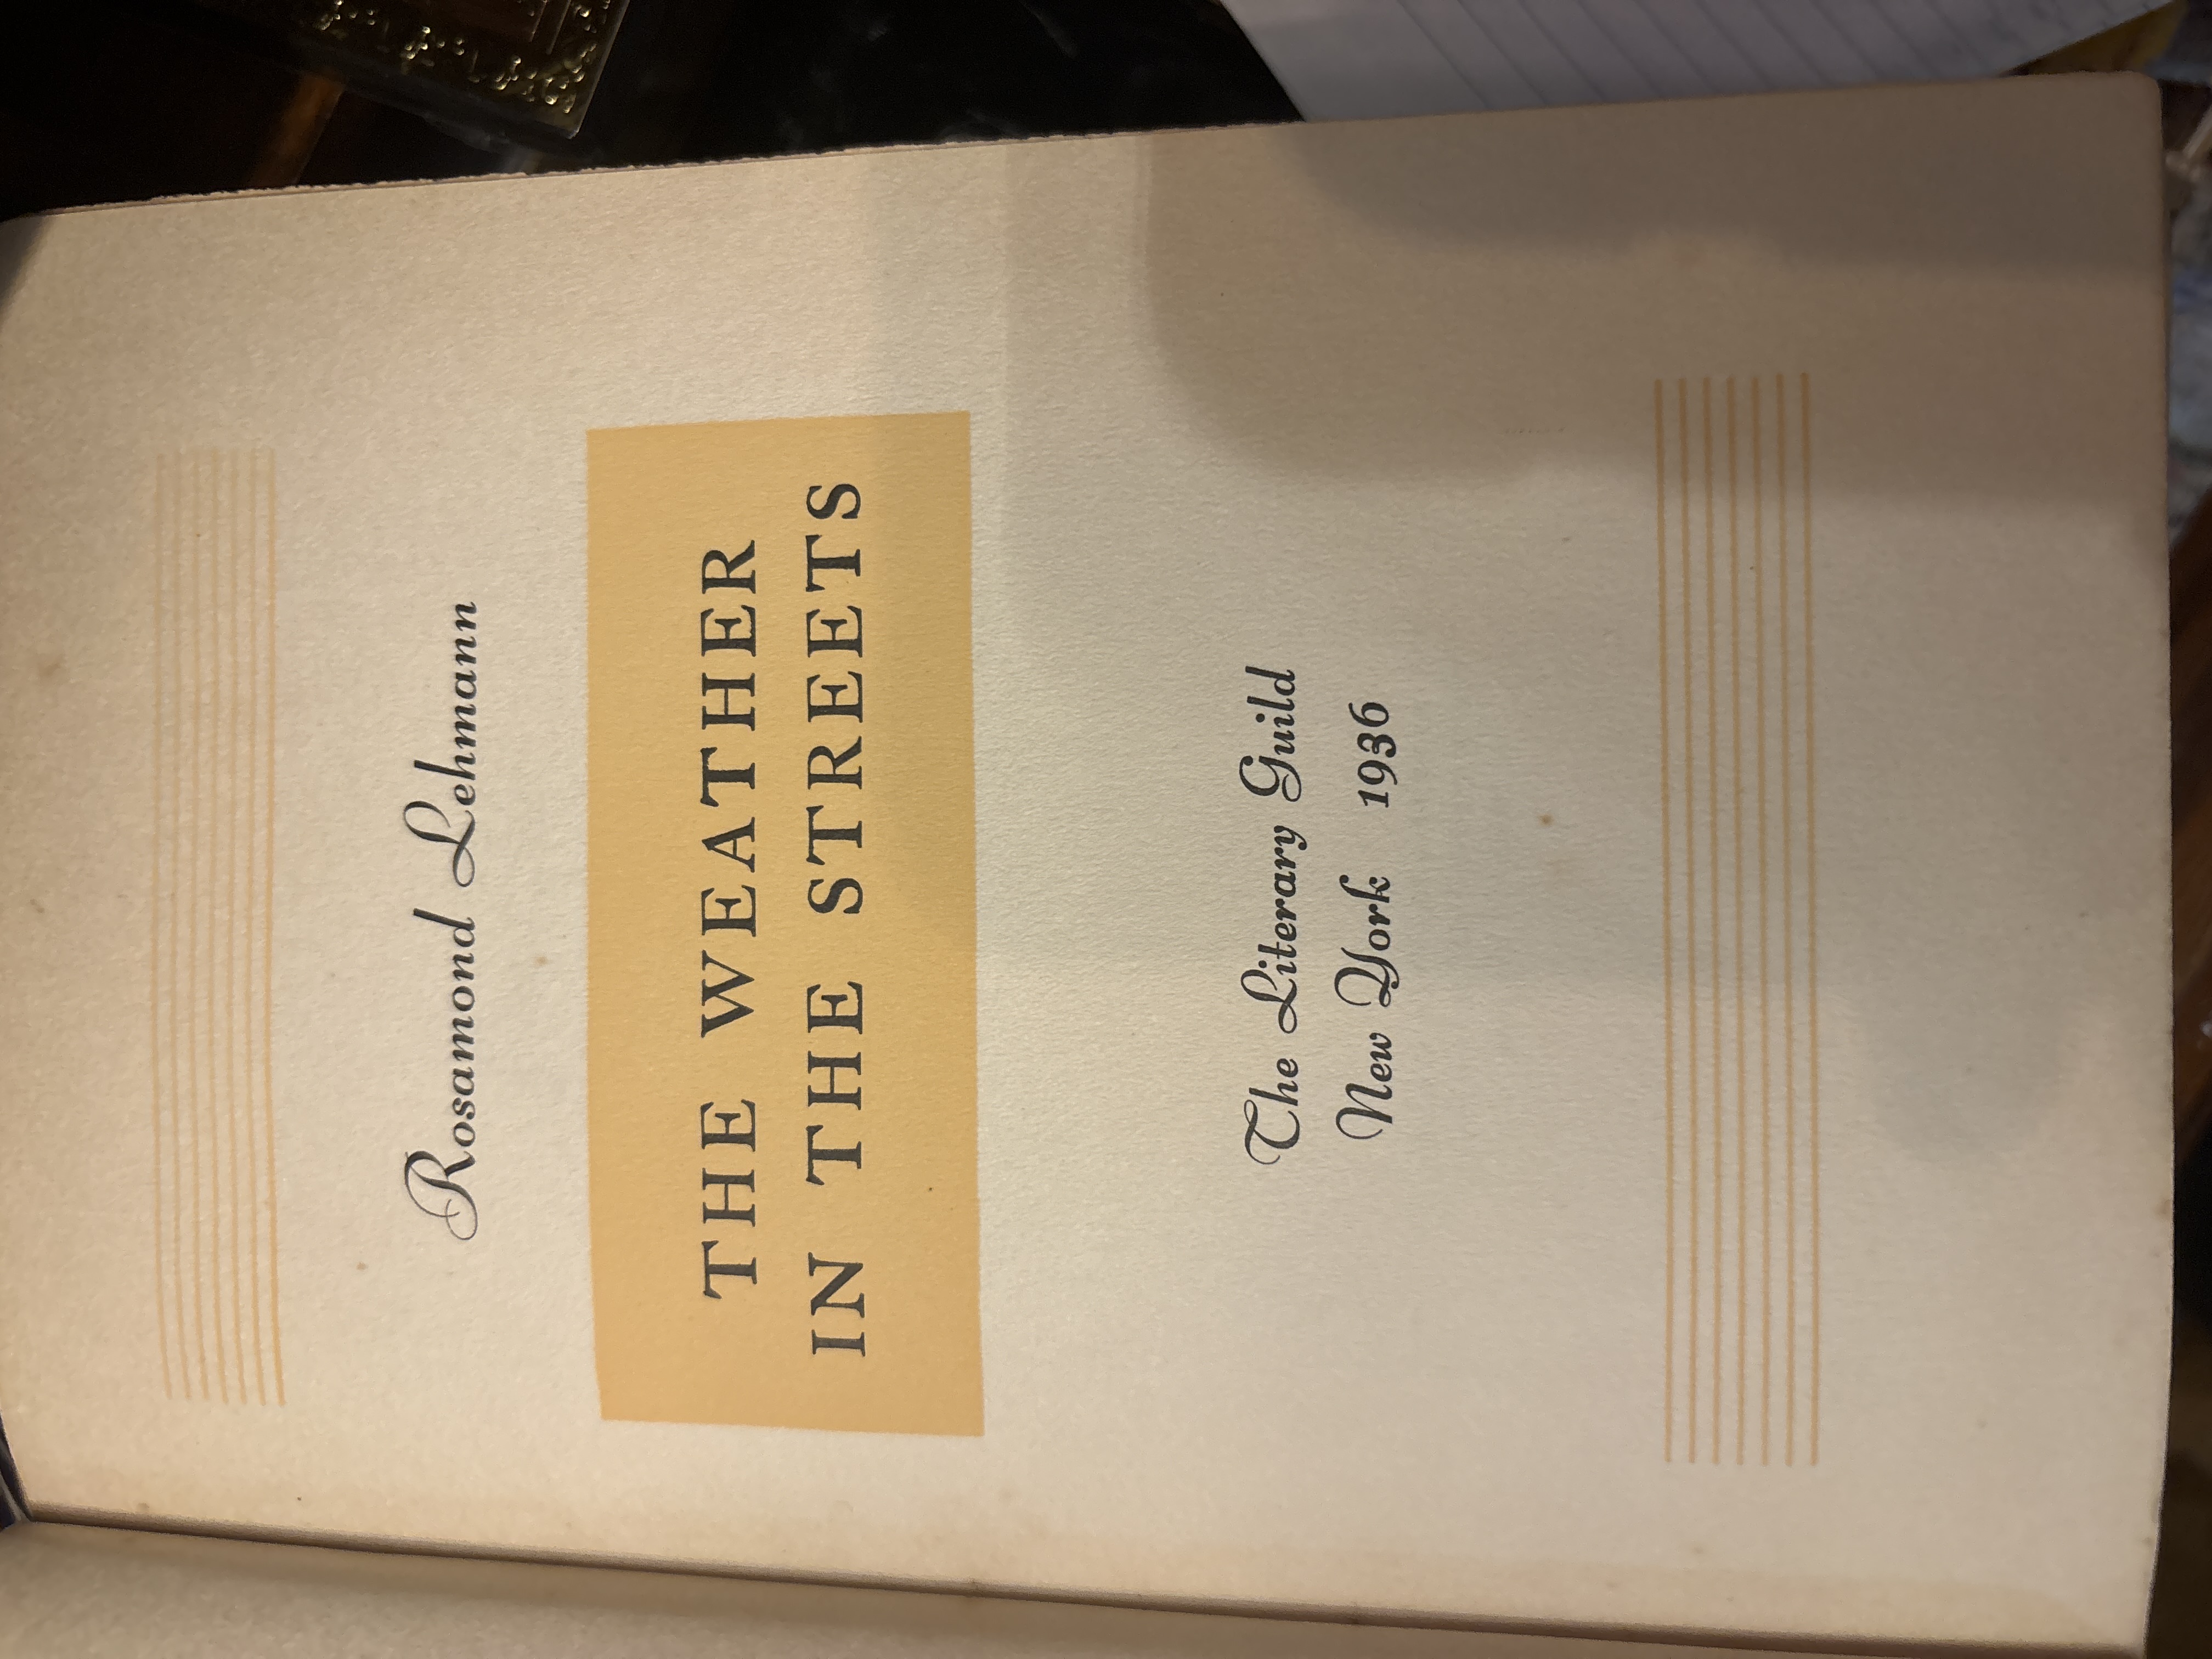 Rosamond Lehmann
THE WEATHER
IN THE STREETS
The Literary Guild
New York 1936